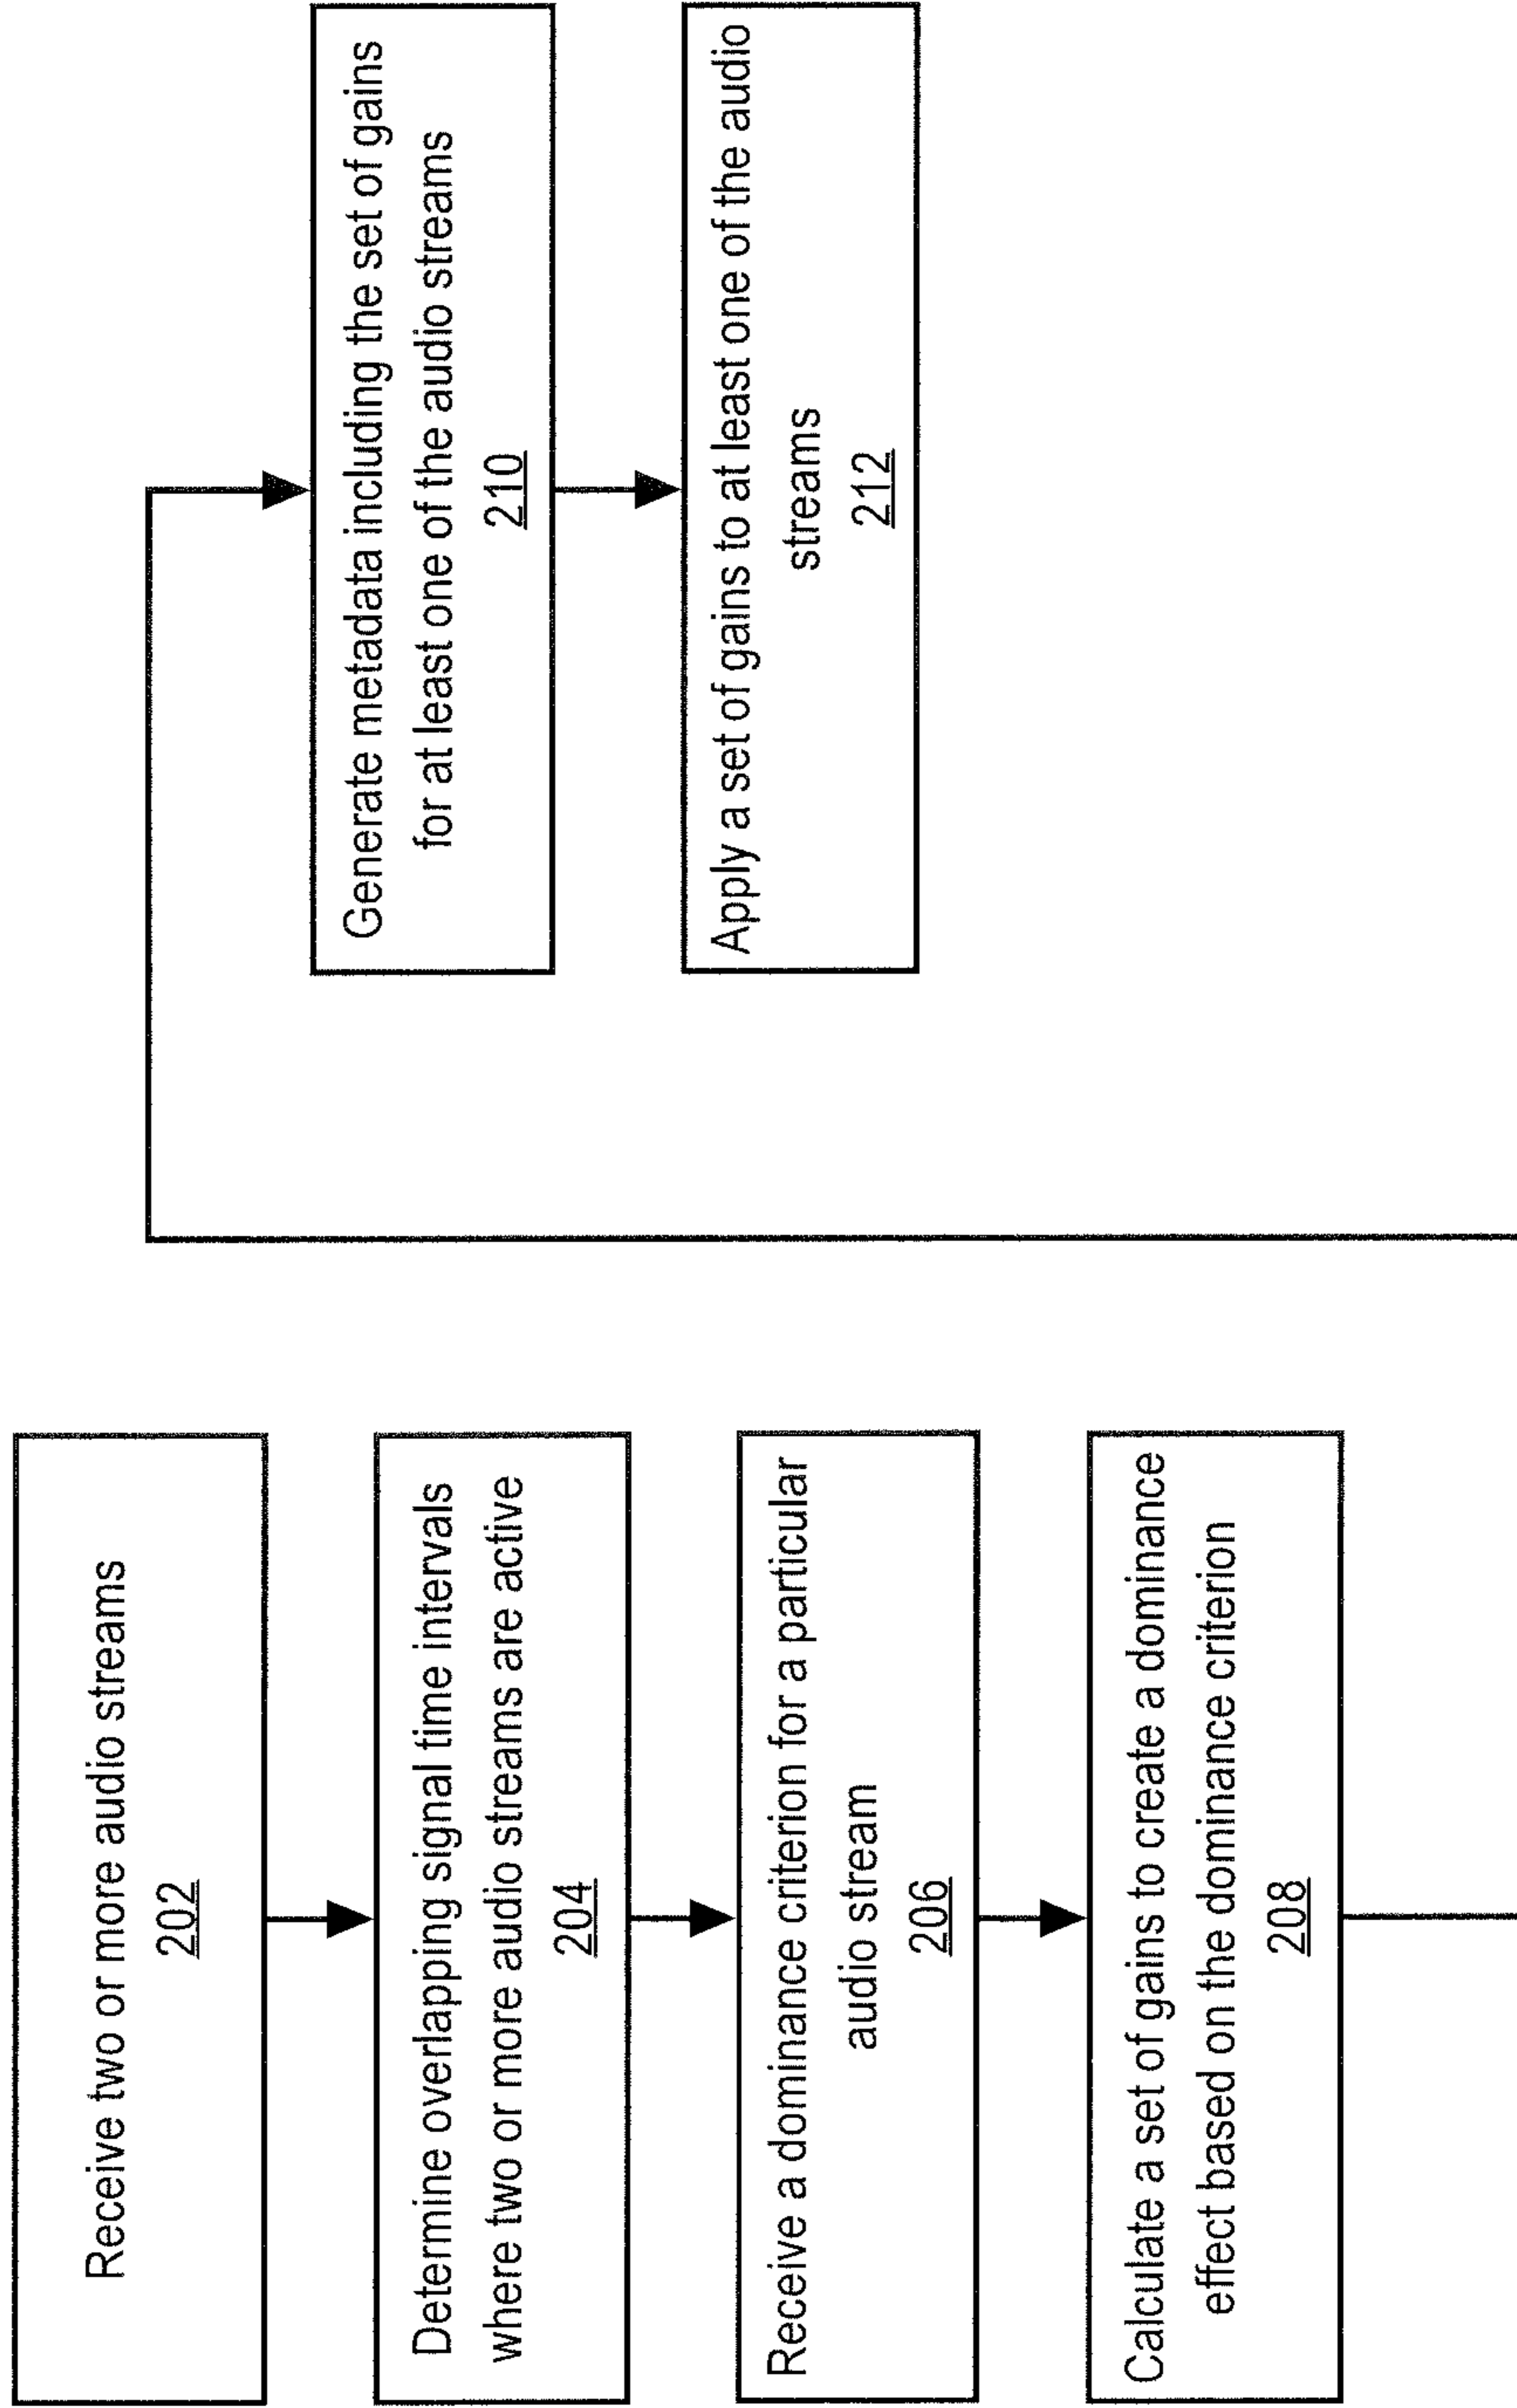 Receive two or more audio streams
202
Determine overlapping signal time intervals
where two or more audio streams are active
204
Receive a dominance criterion for a particular
audio stream
206
Calculate a set of gains to create a dominance
effect based on the dominance criterion
208
Generate metadata including the set of gains
for at least one of the audio streams
210
Apply a set of gains to at least one of the audio
streams
212